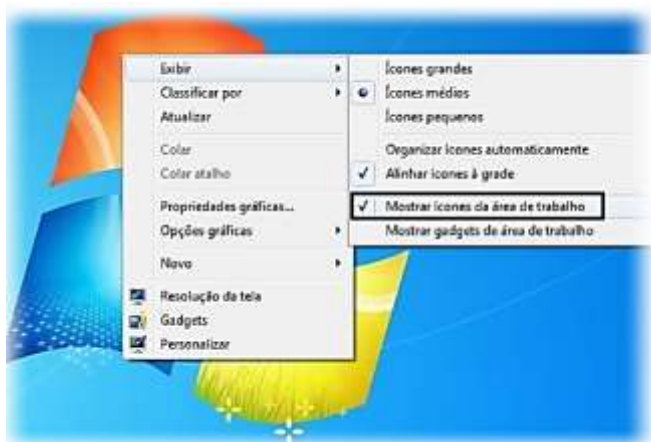 Exibir
Classificar por
Atualizar
Colar
Colar atalho
Propriedades gráficas...
Opções gráficas
Novo
Resolução da tela
Gadgets
Personalizar
Ícones grandes
Ícones médios
Ícones pequenos
Organizar ícones automaticamente
Alinhar ícones à grade
Mostrar ícones da área de trabalho
Mostrar gadgets de área de trabalho